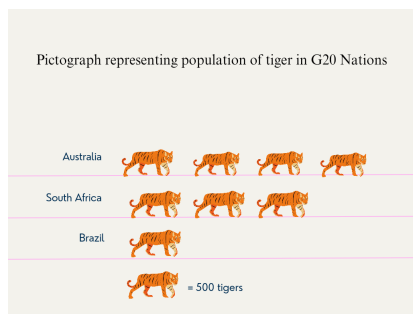 Pictograph representing population of tiger in G20 Nations
Australia
South Africa
Brazil
= 500 tigers